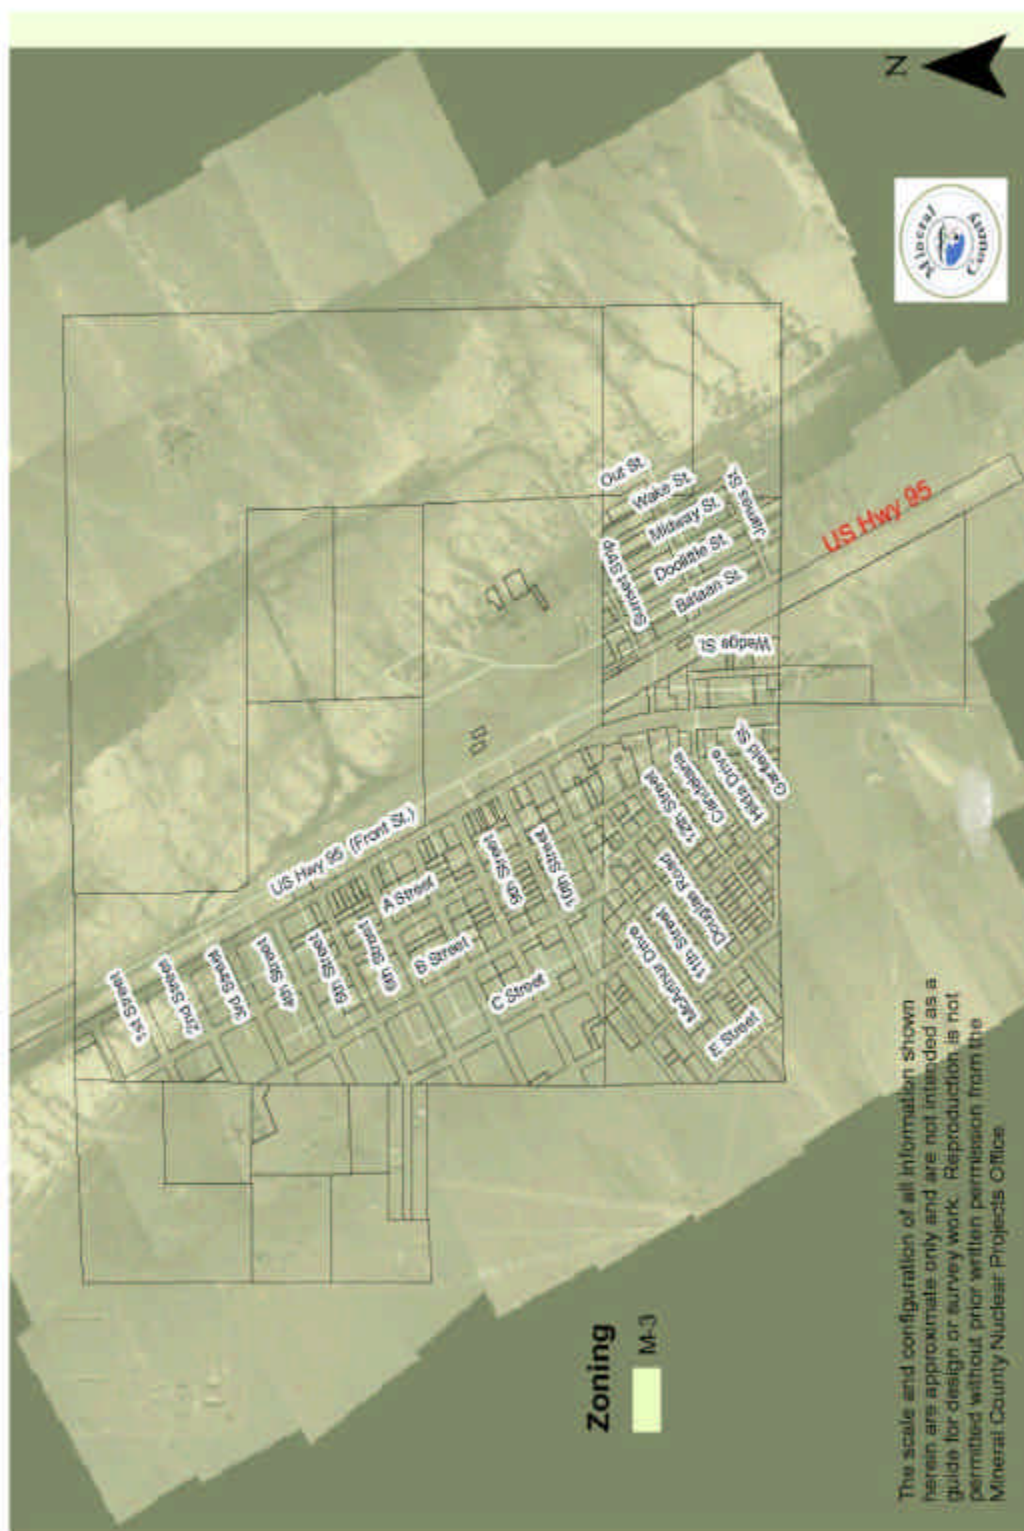 N
Mineral
County
Out St.
Wake St.
Midway St.
Doolittle St.
Bataan St.
James St.
Sunset Strip
US Hwy 95
Wedge St.
US Hwy 95 (Front St.)
1st Street
2nd Street
3rd Street
4th Street
5th Street
6th Street
A Street
B Street
C Street
9th Street
10th Street
12th Street
Hilda Drive
Garfield St.
Douglas Road
11th Street
McArthur Drive
E Street
Zoning
M-3
The scale and configuration of all information shown
herein are approximate only and are not intended as a
guide for design or survey work. Reproduction is not
permitted without prior written permission from the
Mineral County Nuclear Projects Office